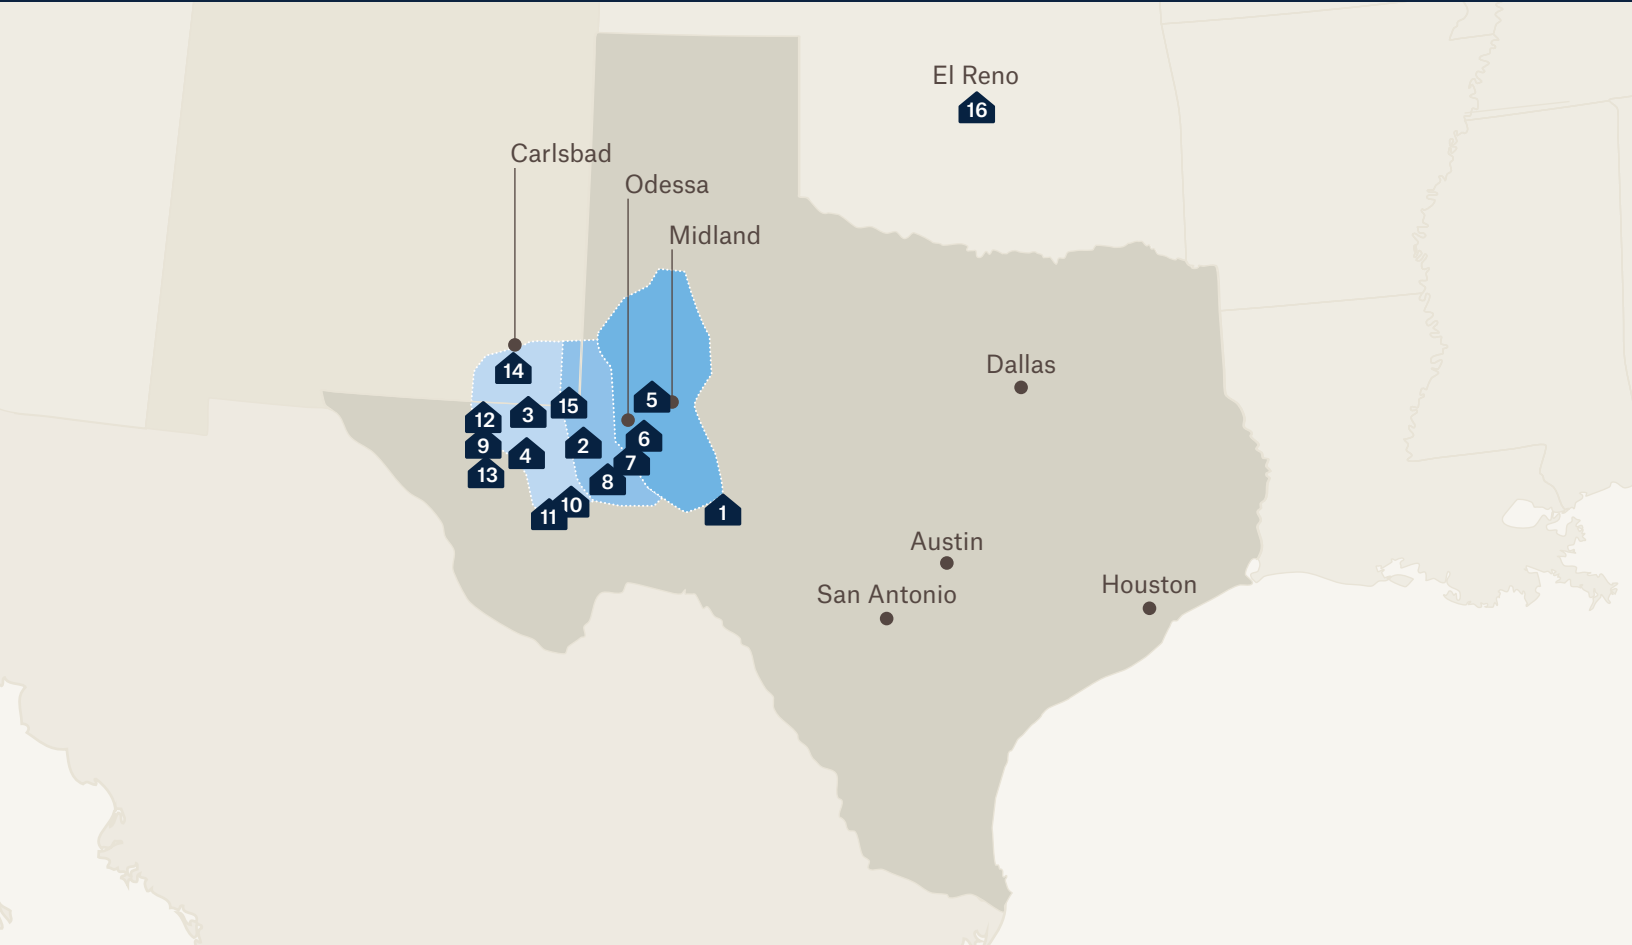 El Reno
16
Carlsbad
Odessa
Midland
14
Dallas
5
15
3
12
6
2
9
4
7
13
8
10
11
1
Austin
San Antonio
Houston